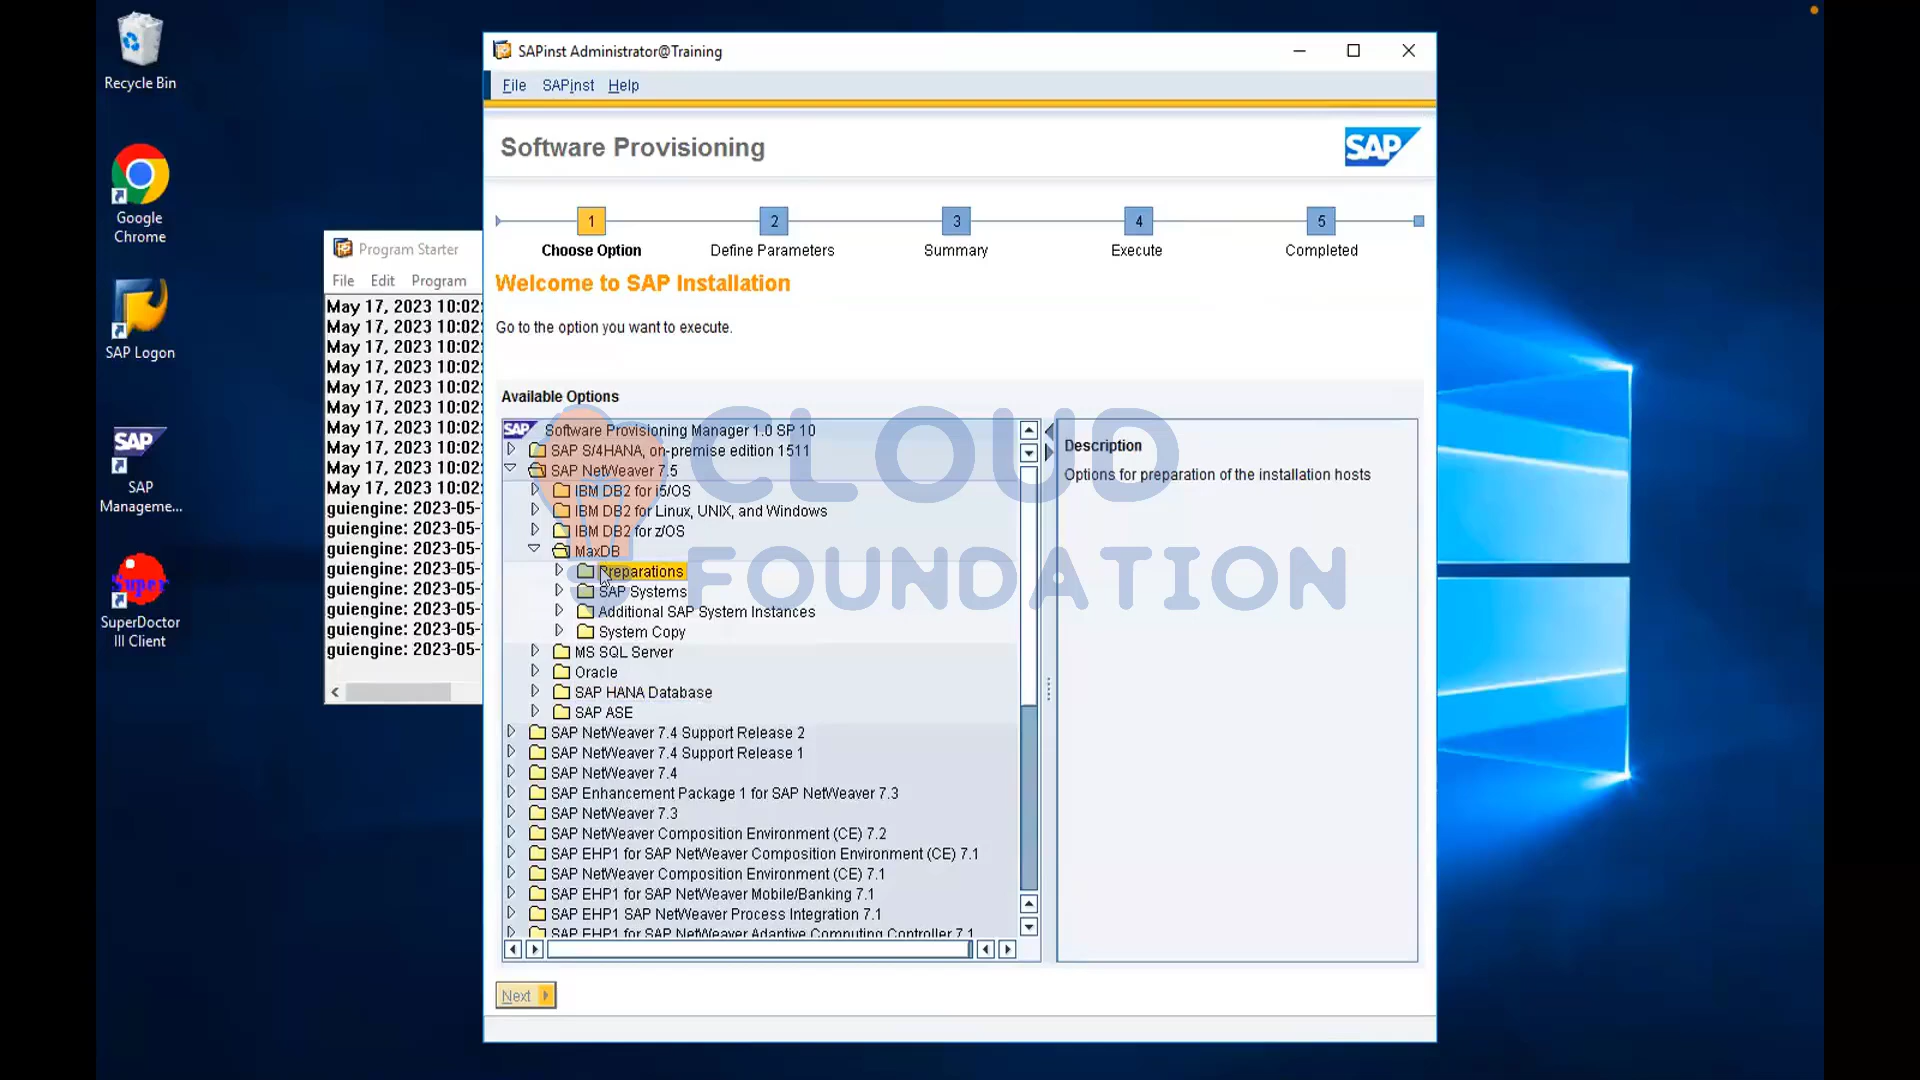 Recycle Bin
Google
Chrome
SAP Logon
SAP
SAP
Manageme...
Super
SuperDoctor
III Client
Program Starter
File Edit Program
May 17, 2023 10:02:
May 17, 2023 10:02:
May 17, 2023 10:02:
May 17, 2023 10:02:
May 17, 2023 10:02:
May 17, 2023 10:02:
May 17, 2023 10:02:
May 17, 2023 10:02:
May 17, 2023 10:02:
May 17, 2023 10:02:
guiengine: 2023-05-
guiengine: 2023-05-
guiengine: 2023-05-
guiengine: 2023-05-
guiengine: 2023-05-
guiengine: 2023-05-
guiengine: 2023-05-
guiengine: 2023-05-
SAPinst Administrator@Training
File SAPinst Help
Software Provisioning
SAP
1 2 3 4 5
Choose Option Define Parameters Summary Execute Completed
Welcome to SAP Installation
Go to the option you want to execute.
Available Options
SAP Software Provisioning Manager 1.0 SP 10
SAP S/4HANA, on-premise edition 1511
SAP NetWeaver 7.5
IBM DB2 for i5/OS
IBM DB2 for Linux, UNIX, and Windows
IBM DB2 for z/OS
MaxDB
Preparations
SAP Systems
Additional SAP System Instances
System Copy
MS SQL Server
Oracle
SAP HANA Database
SAP ASE
SAP NetWeaver 7.4 Support Release 2
SAP NetWeaver 7.4 Support Release 1
SAP NetWeaver 7.4
SAP Enhancement Package 1 for SAP NetWeaver 7.3
SAP NetWeaver 7.3
SAP NetWeaver Composition Environment (CE) 7.2
SAP EHP1 for SAP NetWeaver Composition Environment (CE) 7.1
SAP NetWeaver Composition Environment (CE) 7.1
SAP EHP1 for SAP NetWeaver Mobile/Banking 7.1
SAP EHP1 SAP NetWeaver Process Integration 7.1
SAP EHP1 for SAP NetWeaver Adaptive Computing Controller 7.1
Description
Options for preparation of the installation hosts
CLOUD
FOUNDATION
Next